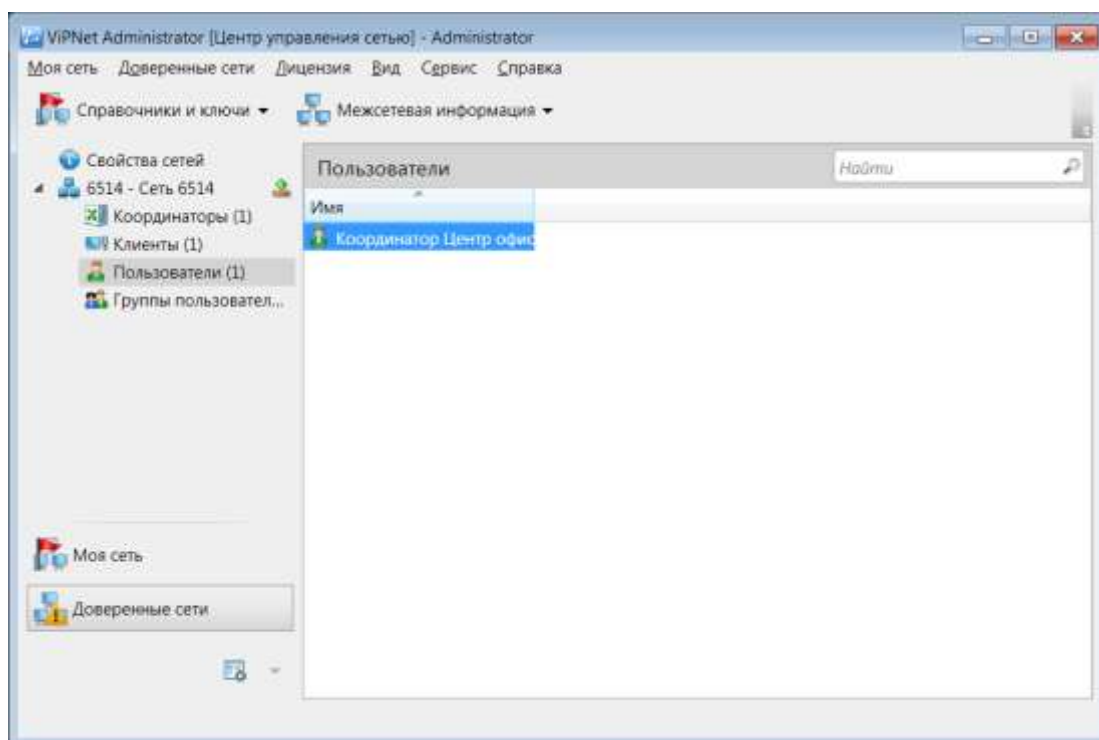 ViPNet Administrator [Центр управления сетью] - Administrator
Моя сеть Доверенные сети Лицензия Вид Сервис Справка
Справочники и ключи Межсетевая информация
Свойства сетей
6514 - Сеть 6514
Координаторы (1)
Клиенты (1)
Пользователи (1)
Группы пользовател...
Моя сеть
Доверенные сети
Пользователи
Найти
Имя
Координатор Центр офис